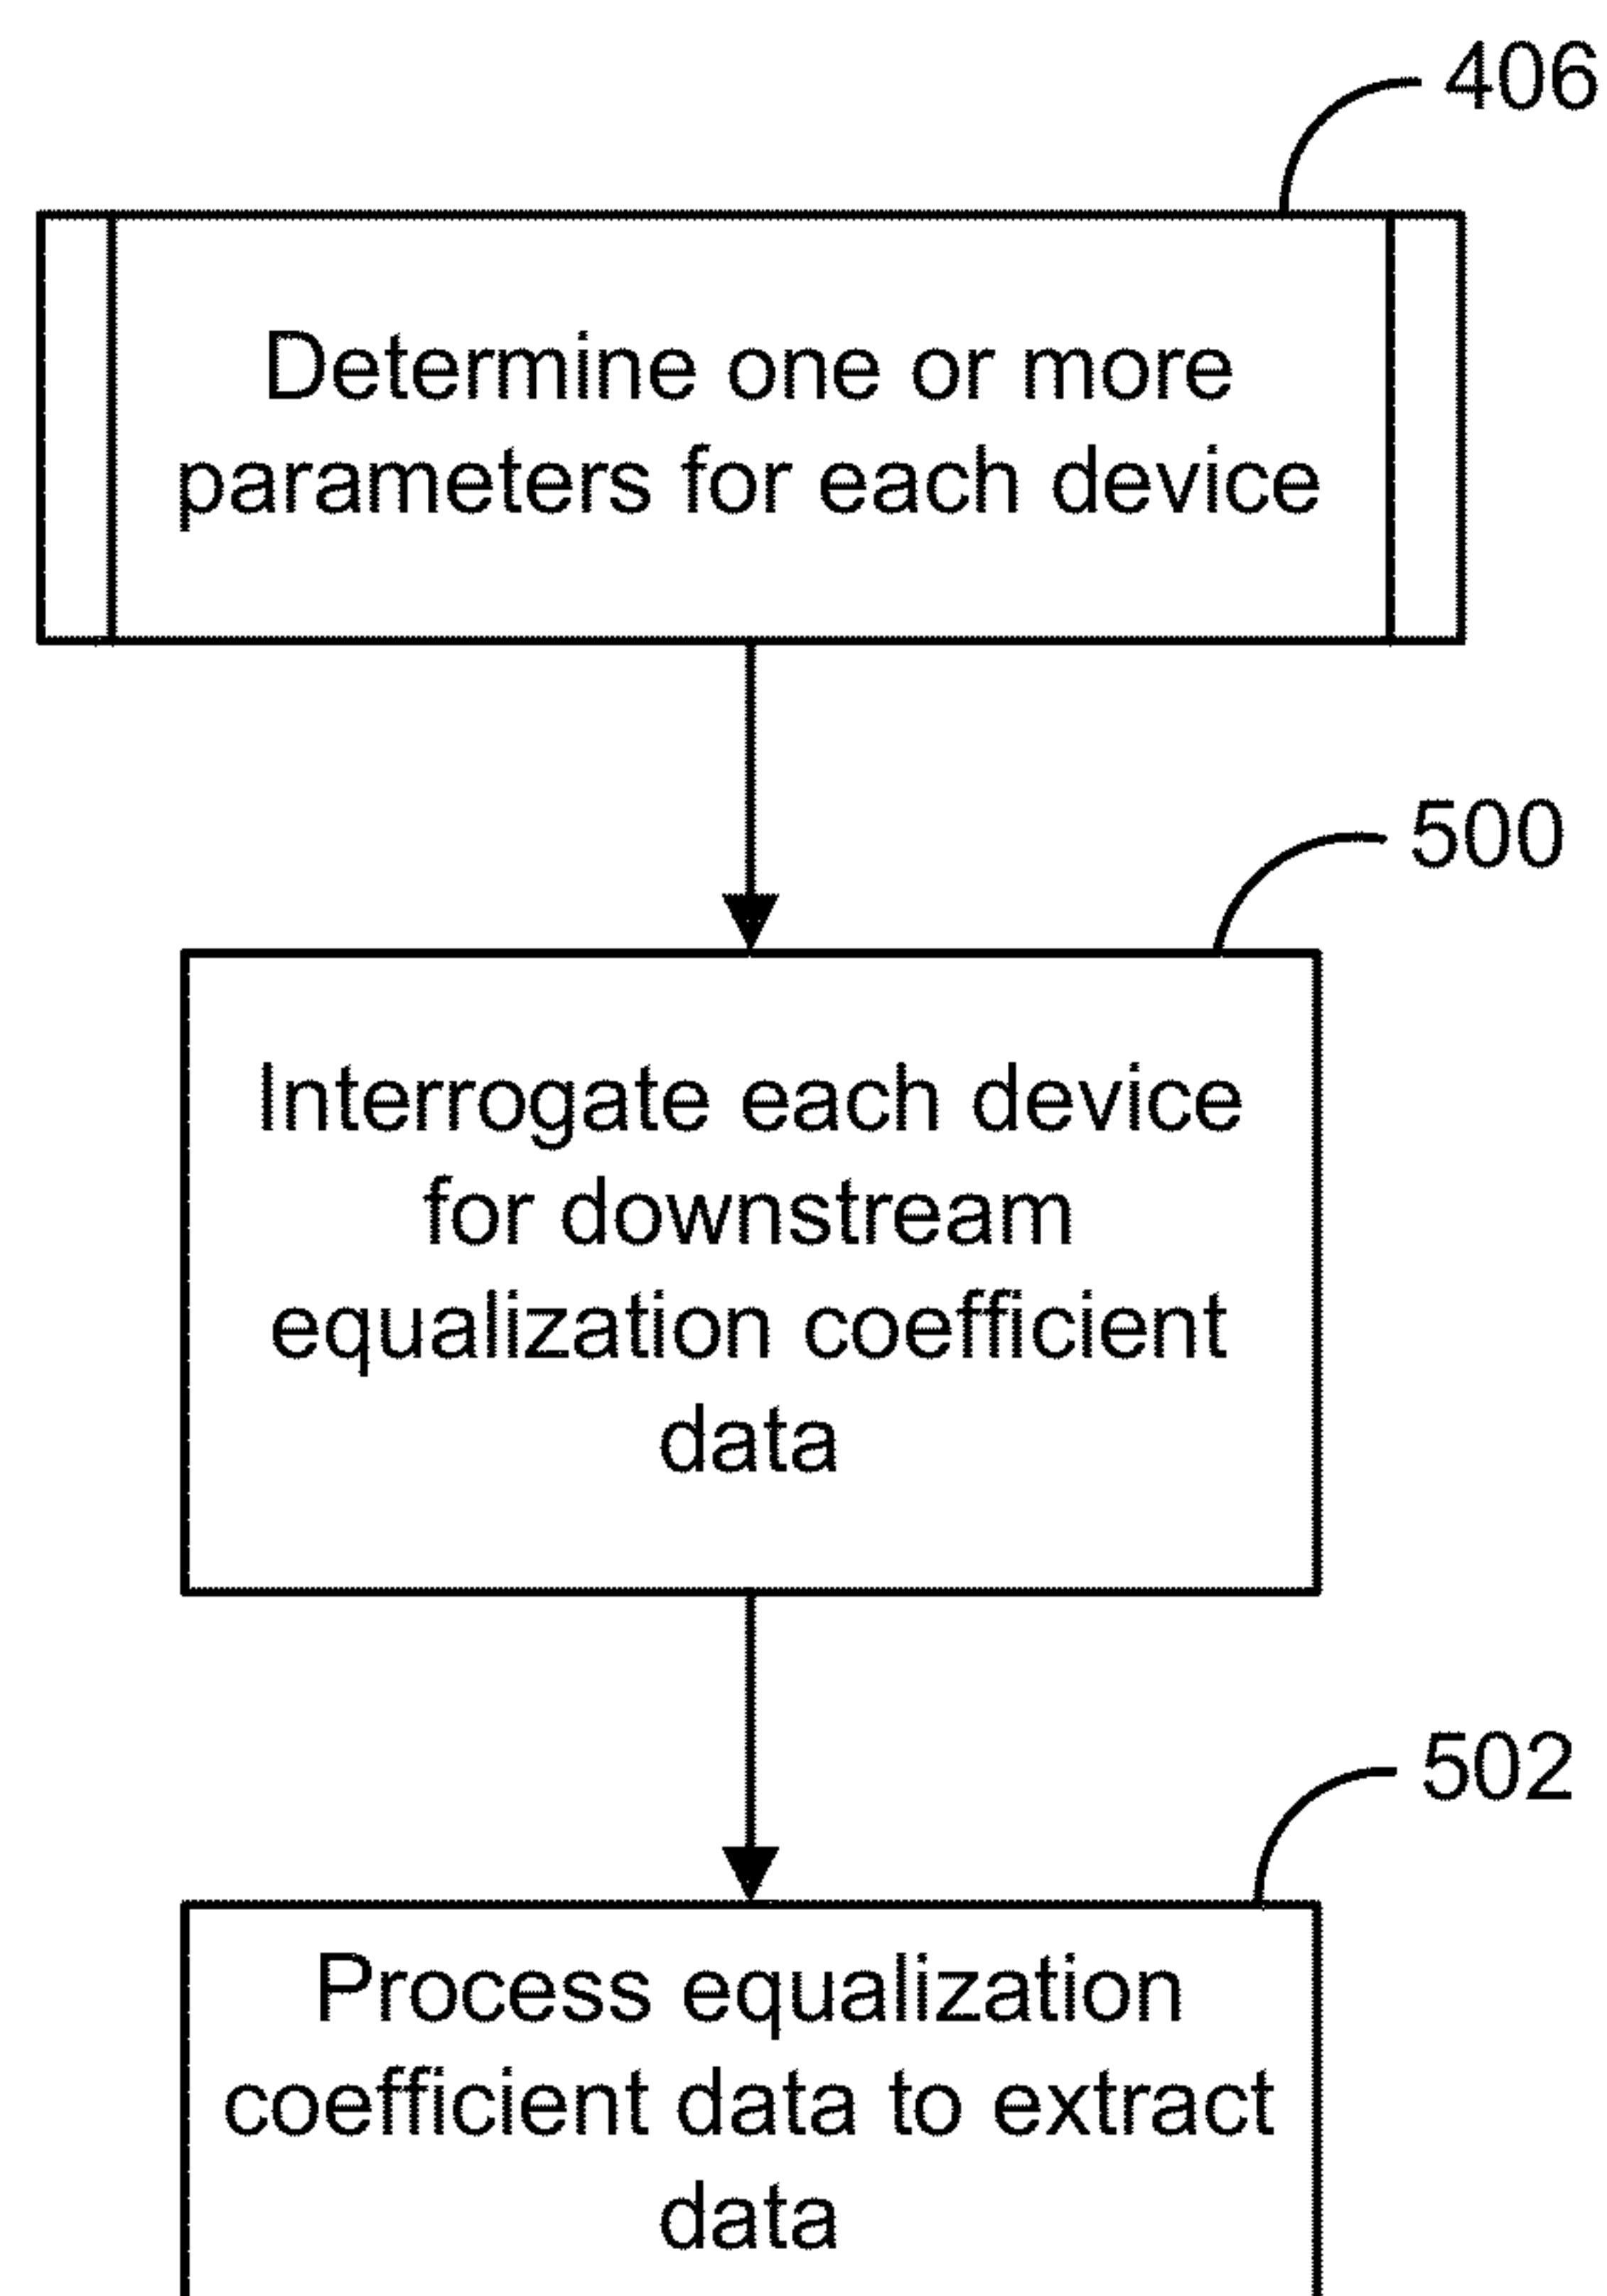 406
Determine one or more
parameters for each device
500
Interrogate each device
for downstream
equalization coefficient
data
502
Process equalization
coefficient data to extract
data